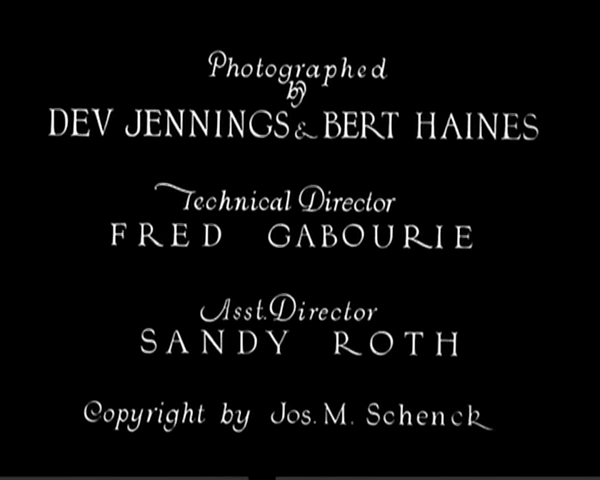 Photographed
by
DEV JENNINGS & BERT HAINES
Technical Director
FRED GABOURIE
Asst. Director
SANDY ROTH
Copyright by Jos. M. Schenck